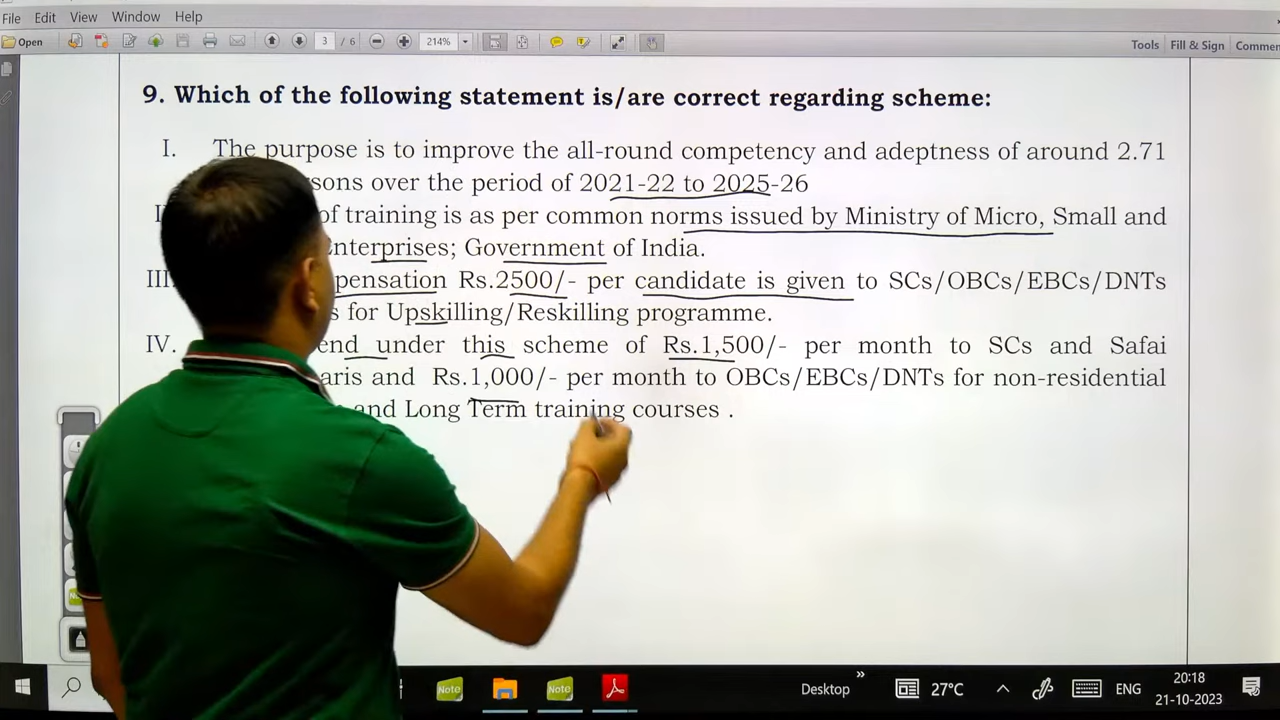 File Edit View Window Help
Open 3 / 6 214% Tools Fill & Sign Commen
9. Which of the following statement is/are correct regarding scheme:
I. The purpose is to improve the all-round competency and adeptness of around 2.71
sons over the period of 2021-22 to 2025-26
of training is as per common norms issued by Ministry of Micro, Small and
nterprises; Government of India.
III. pensation Rs.2500/- per candidate is given to SCs/OBCs/EBCs/DNTs
s for Upskilling/Reskilling programme.
IV. end under this scheme of Rs.1,500/- per month to SCs and Safai
aris and Rs.1,000/- per month to OBCs/EBCs/DNTs for non-residential
and Long Term training courses .
Note Note Desktop » 27°C ENG 20:18
21-10-2023